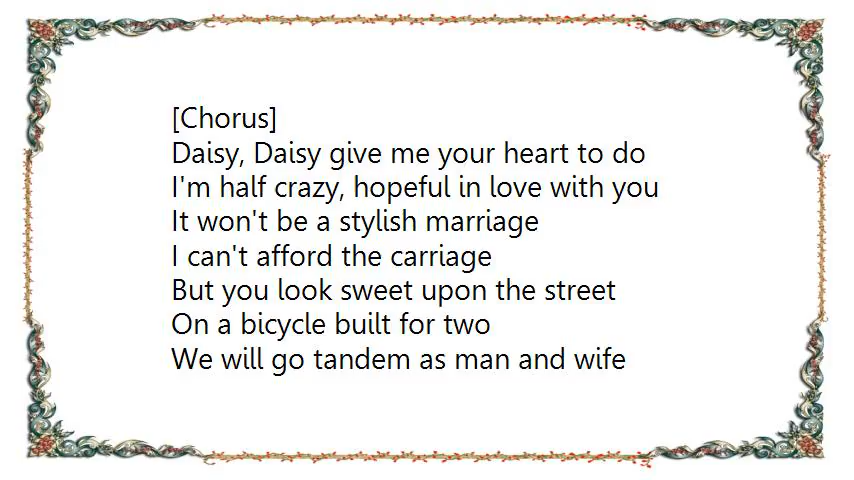 [Chorus]
Daisy, Daisy give me your heart to do
I'm half crazy, hopeful in love with you
It won't be a stylish marriage
I can't afford the carriage
But you look sweet upon the street
On a bicycle built for two
We will go tandem as man and wife